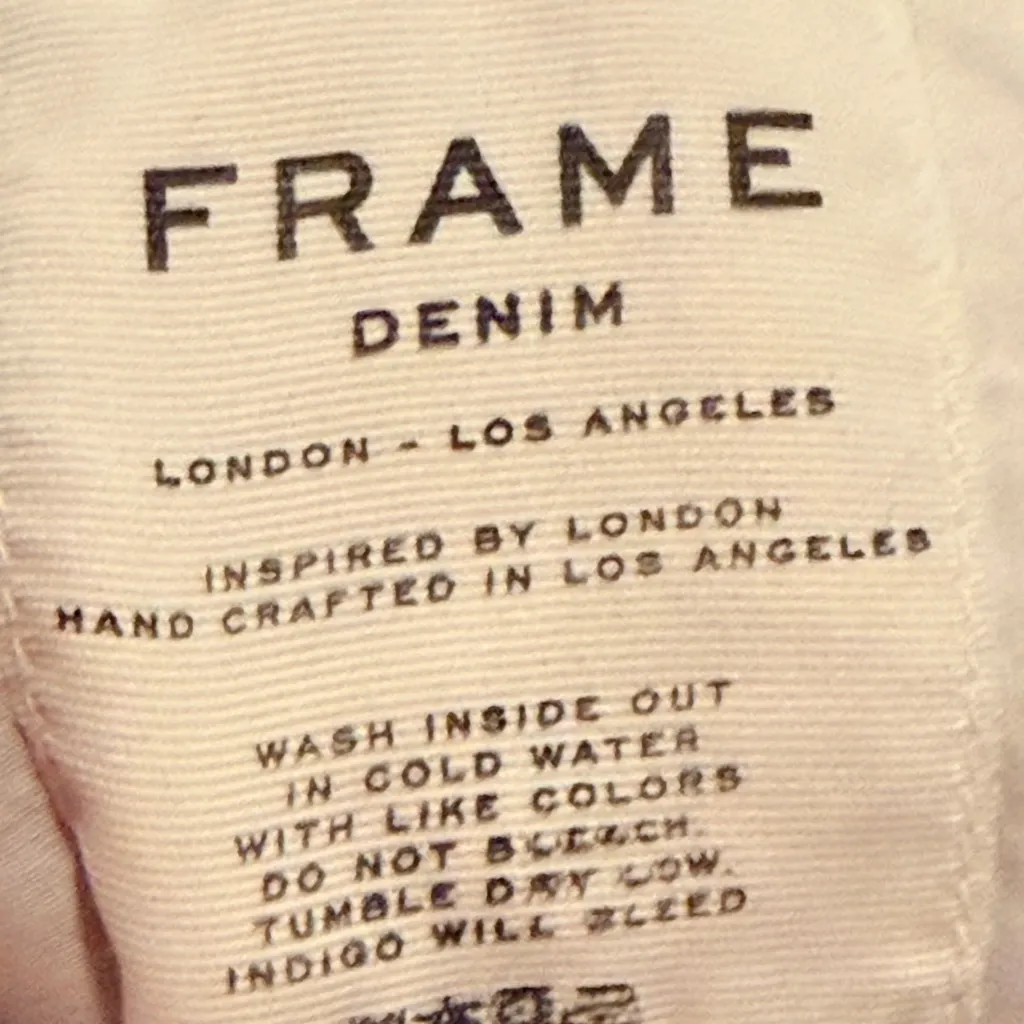 FRAME
DENIM
LONDON - LOS ANGELES
INSPIRED BY LONDON
HAND CRAFTED IN LOS ANGELES
WASH INSIDE OUT
IN COLD WATER
WITH LIKE COLORS
DO NOT BLEACH.
TUMBLE DRY LOW.
INDIGO WILL BLEED